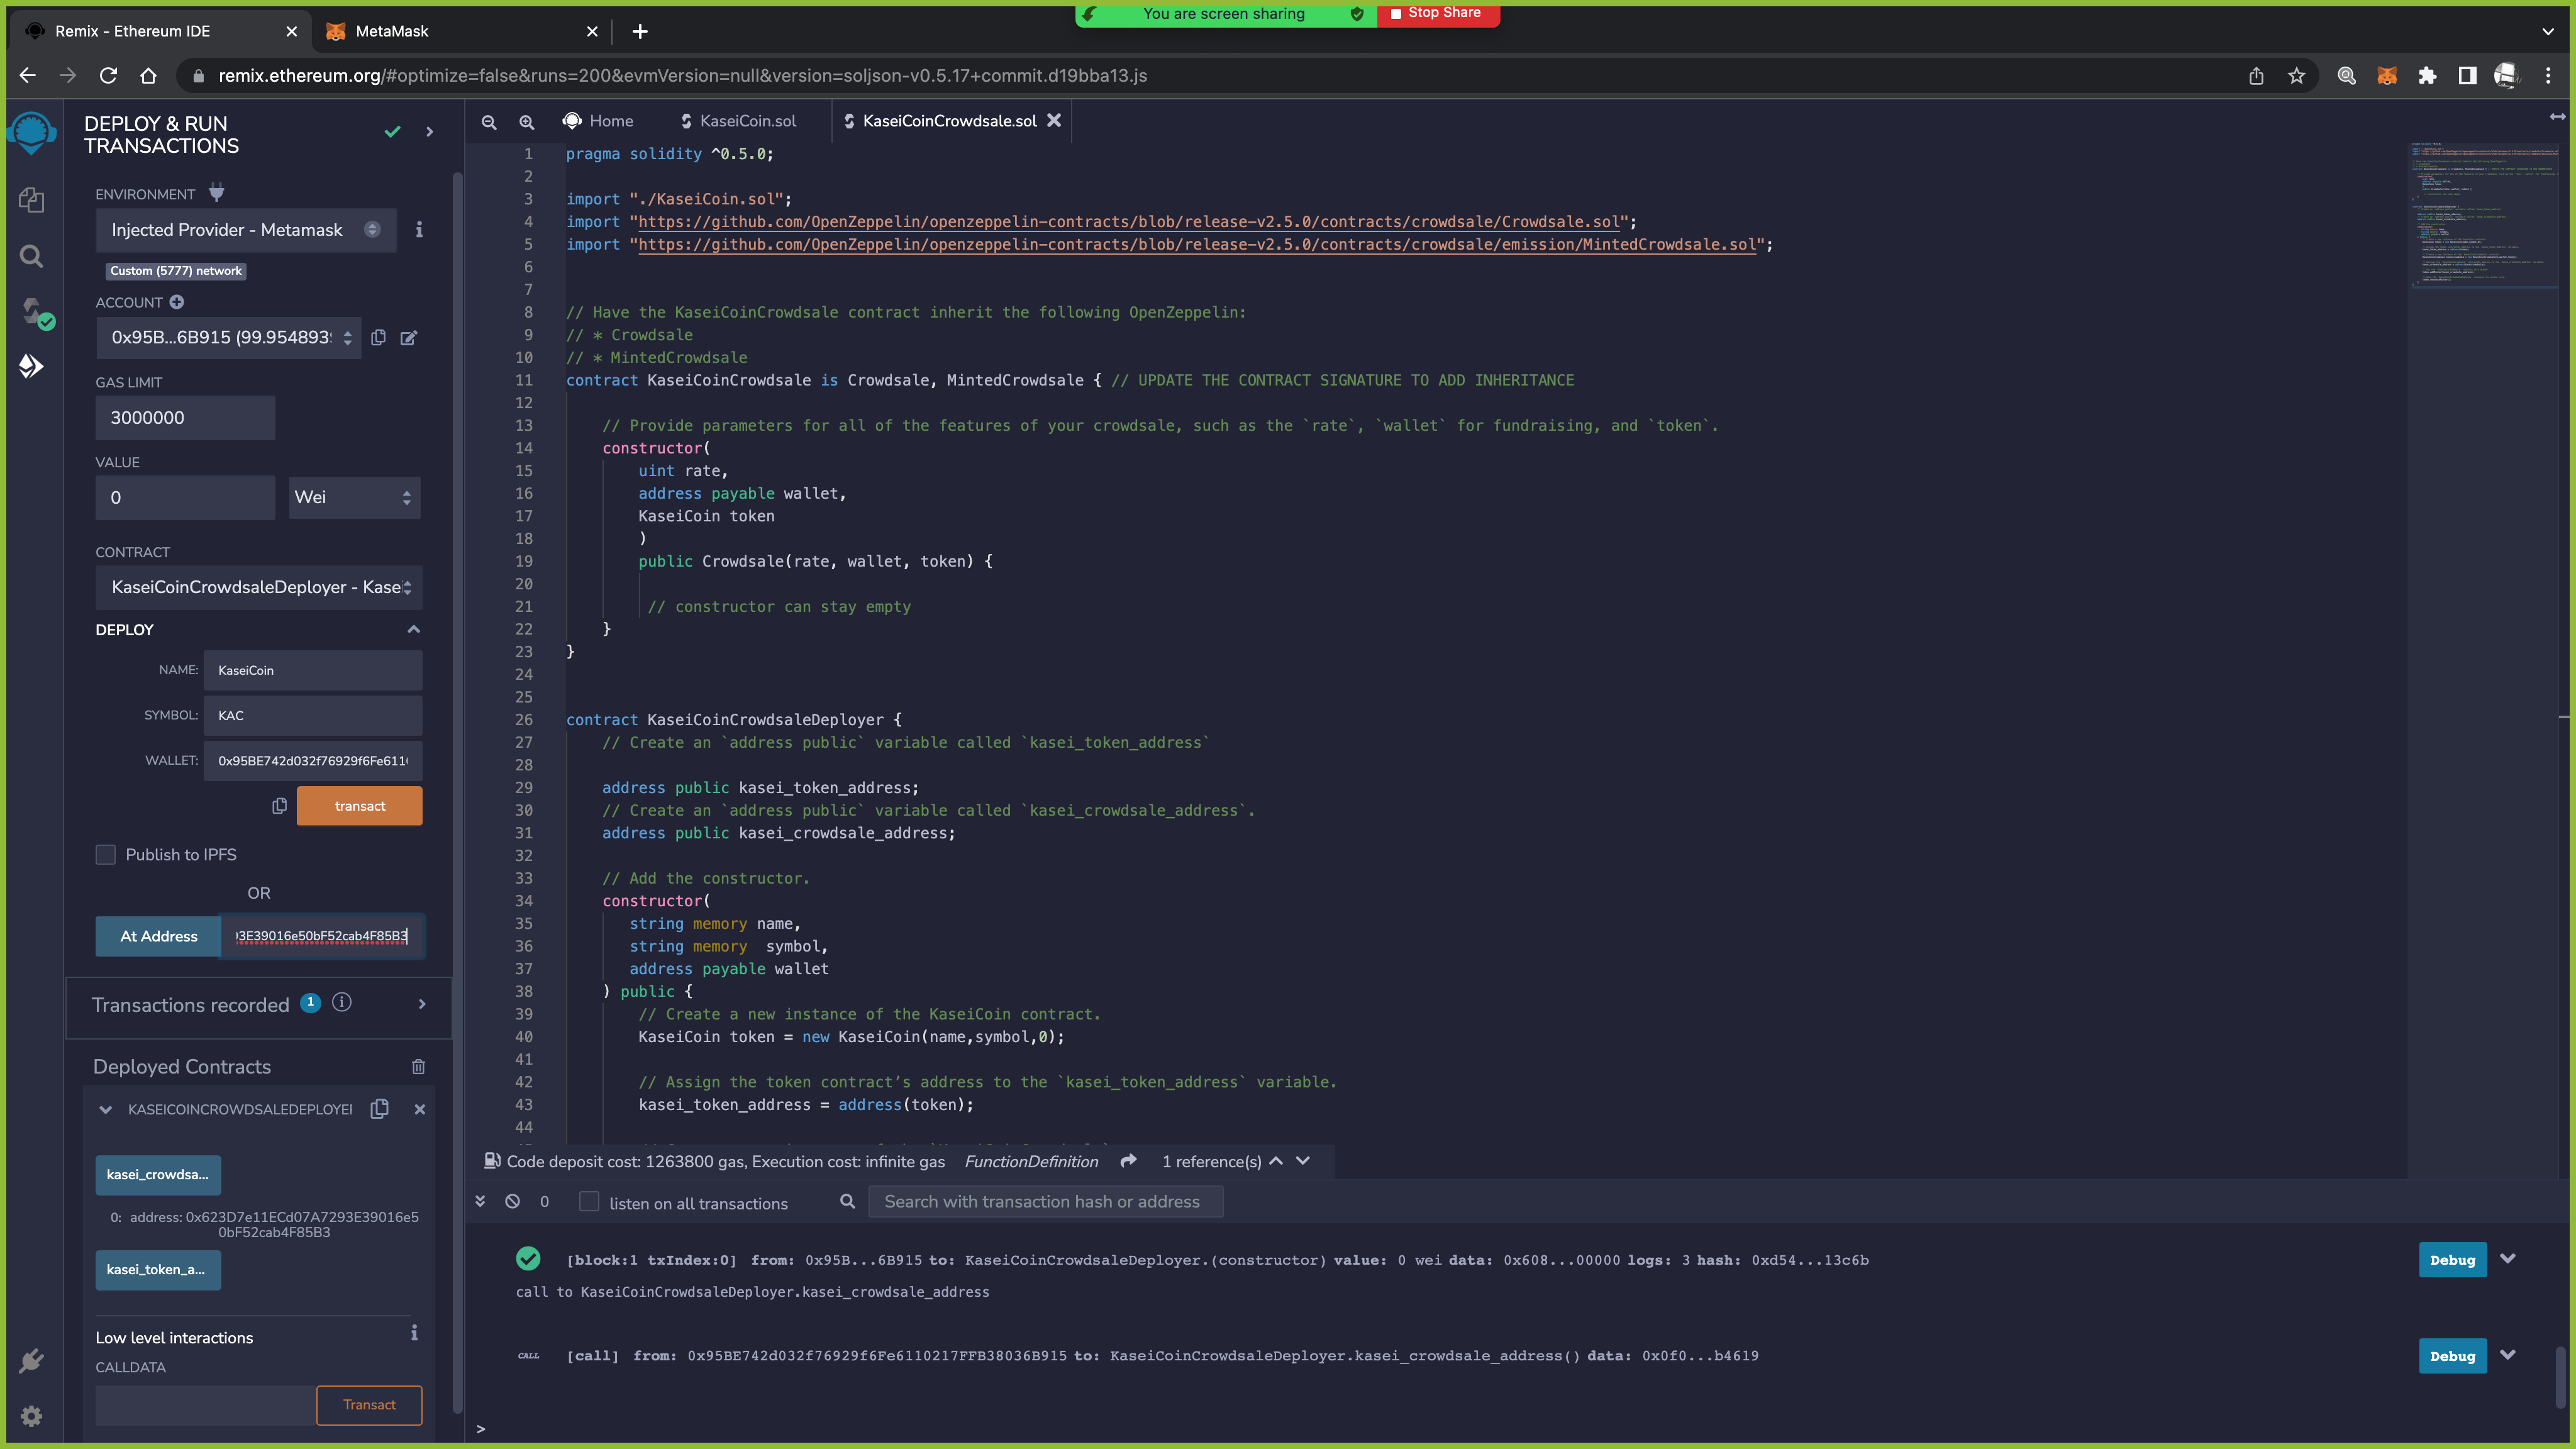 You are screen sharing
Stop Share
Remix - Ethereum IDE
MetaMask
remix.ethereum.org/#optimize=false&runs=200&evmVersion=null&version=soljson-v0.5.17+commit.d19bba13.js
DEPLOY & RUN
TRANSACTIONS
ENVIRONMENT
Injected Provider - Metamask
Custom (5777) network
ACCOUNT
0x95B...6B915 (99.954893
GAS LIMIT
3000000
VALUE
0
Wei
CONTRACT
KaseiCoinCrowdsaleDeployer - Kasei
DEPLOY
NAME:
KaseiCoin
SYMBOL:
KAC
WALLET:
0x95BE742d032f76929f6Fe611
transact
Publish to IPFS
OR
At Address
3E39016e50bF52cab4F85B3
Transactions recorded
1
Deployed Contracts
KASEICOINCROWDSALEDEPLOYER
kasei_crowdsa...
0: address: 0x623D7e11ECd07A7293E39016e5
0bF52cab4F85B3
kasei_token_a...
Low level interactions
CALLDATA
Transact
Home
KaseiCoin.sol
KaseiCoinCrowdsale.sol
1 pragma solidity ^0.5.0;
2
3 import "./KaseiCoin.sol";
4 import "https://github.com/OpenZeppelin/openzeppelin-contracts/blob/release-v2.5.0/contracts/crowdsale/Crowdsale.sol";
5 import "https://github.com/OpenZeppelin/openzeppelin-contracts/blob/release-v2.5.0/contracts/crowdsale/emission/MintedCrowdsale.sol";
6
7
8 // Have the KaseiCoinCrowdsale contract inherit the following OpenZeppelin:
9 // * Crowdsale
10 // * MintedCrowdsale
11 contract KaseiCoinCrowdsale is Crowdsale, MintedCrowdsale { // UPDATE THE CONTRACT SIGNATURE TO ADD INHERITANCE
12
13 // Provide parameters for all of the features of your crowdsale, such as the `rate`, `wallet` for fundraising, and `token`.
14 constructor(
15 uint rate,
16 address payable wallet,
17 KaseiCoin token
18 )
19 public Crowdsale(rate, wallet, token) {
20
21 // constructor can stay empty
22 }
23 }
24
25
26 contract KaseiCoinCrowdsaleDeployer {
27 // Create an `address public` variable called `kasei_token_address`
28
29 address public kasei_token_address;
30 // Create an `address public` variable called `kasei_crowdsale_address`.
31 address public kasei_crowdsale_address;
32
33 // Add the constructor.
34 constructor(
35 string memory name,
36 string memory  symbol,
37 address payable wallet
38 ) public {
39 // Create a new instance of the KaseiCoin contract.
40 KaseiCoin token = new KaseiCoin(name,symbol,0);
41
42 // Assign the token contract’s address to the `kasei_token_address` variable.
43 kasei_token_address = address(token);
44
Code deposit cost: 1263800 gas, Execution cost: infinite gas FunctionDefinition 1 reference(s)
0
listen on all transactions
Search with transaction hash or address
[block:1 txIndex:0] from: 0x95B...6B915 to: KaseiCoinCrowdsaleDeployer.(constructor) value: 0 wei data: 0x608...00000 logs: 3 hash: 0xd54...13c6b
Debug
call to KaseiCoinCrowdsaleDeployer.kasei_crowdsale_address
CALL [call] from: 0x95BE742d032f76929f6Fe6110217FFB38036B915 to: KaseiCoinCrowdsaleDeployer.kasei_crowdsale_address() data: 0x0f0...b4619
Debug
>